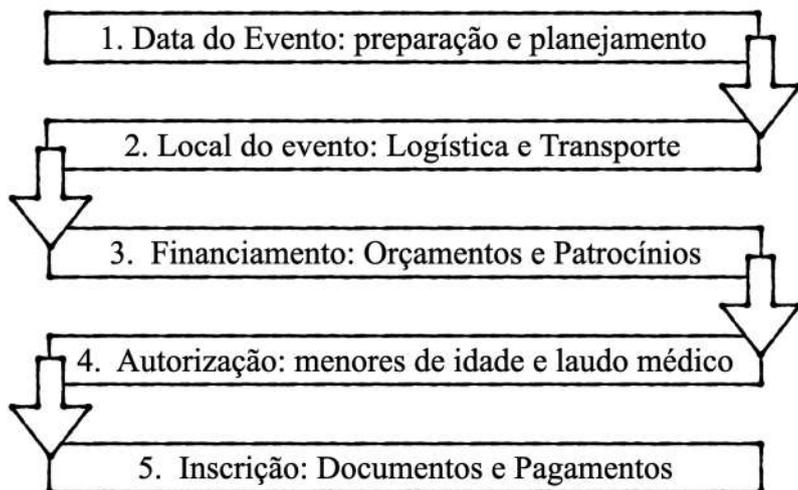 1. Data do Evento: preparação e planejamento
2. Local do evento: Logística e Transporte
3. Financiamento: Orçamentos e Patrocínios
4. Autorização: menores de idade e laudo médico
5. Inscrição: Documentos e Pagamentos